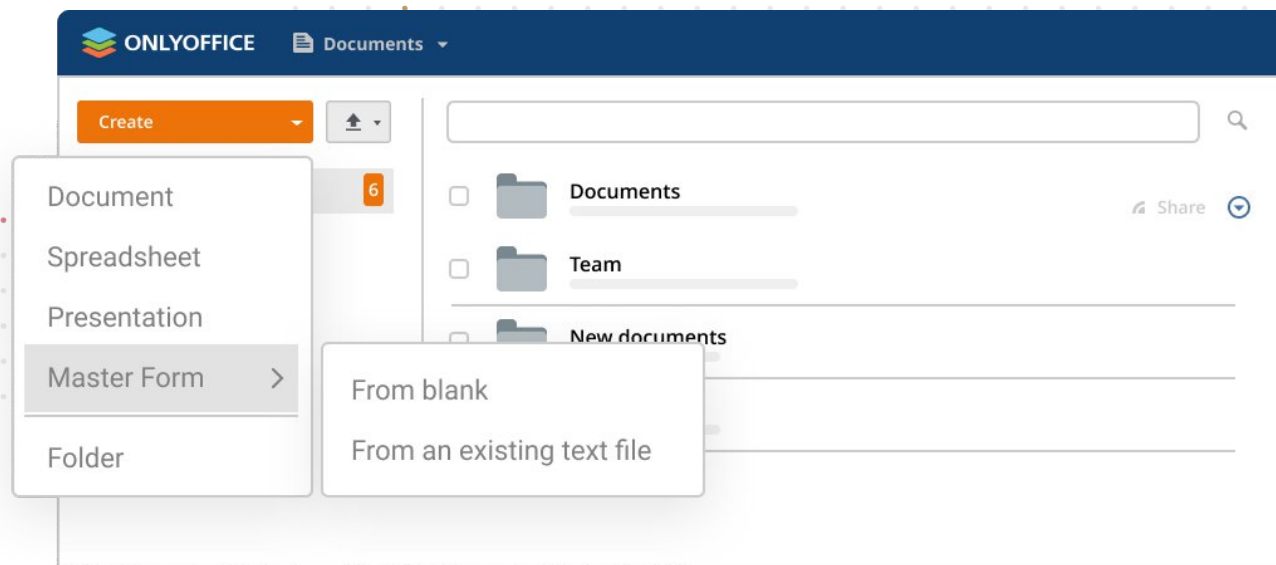 ONLYOFFICE Documents
Create
6
Document
Spreadsheet
Presentation
Master Form
Folder
From blank
From an existing text file
Documents
Share
Team
New documents